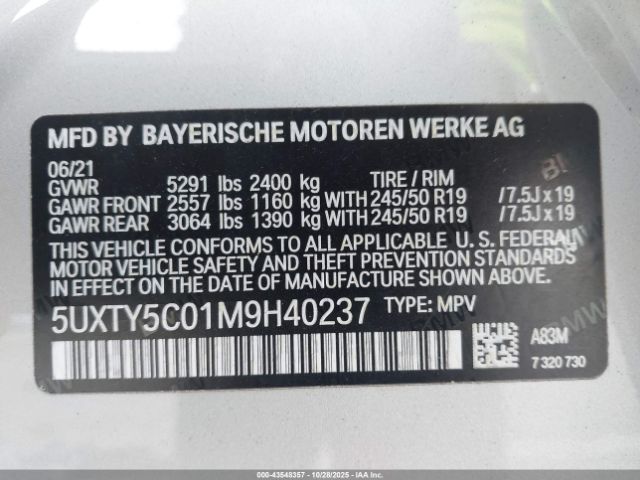 MFD BY BAYERISCHE MOTOREN WERKE AG
06/21
GVWR 5291 lbs 2400 kg TIRE / RIM
GAWR FRONT 2557 lbs 1160 kg WITH 245/50 R19 /7.5J x 19
GAWR REAR 3064 lbs 1390 kg WITH 245/50 R19 /7.5J x 19
THIS VEHICLE CONFORMS TO ALL APPLICABLE U. S. FEDERAL
MOTOR VEHICLE SAFETY AND THEFT PREVENTION STANDARDS
IN EFFECT ON THE DATE OF MANUFACTURE SHOWN ABOVE.
5UXTY5C01M9H40237 TYPE: MPV
A83M
7 320 730
000-43548357 | 10/28/2025 | COPYRIGHT IAA, LLC.